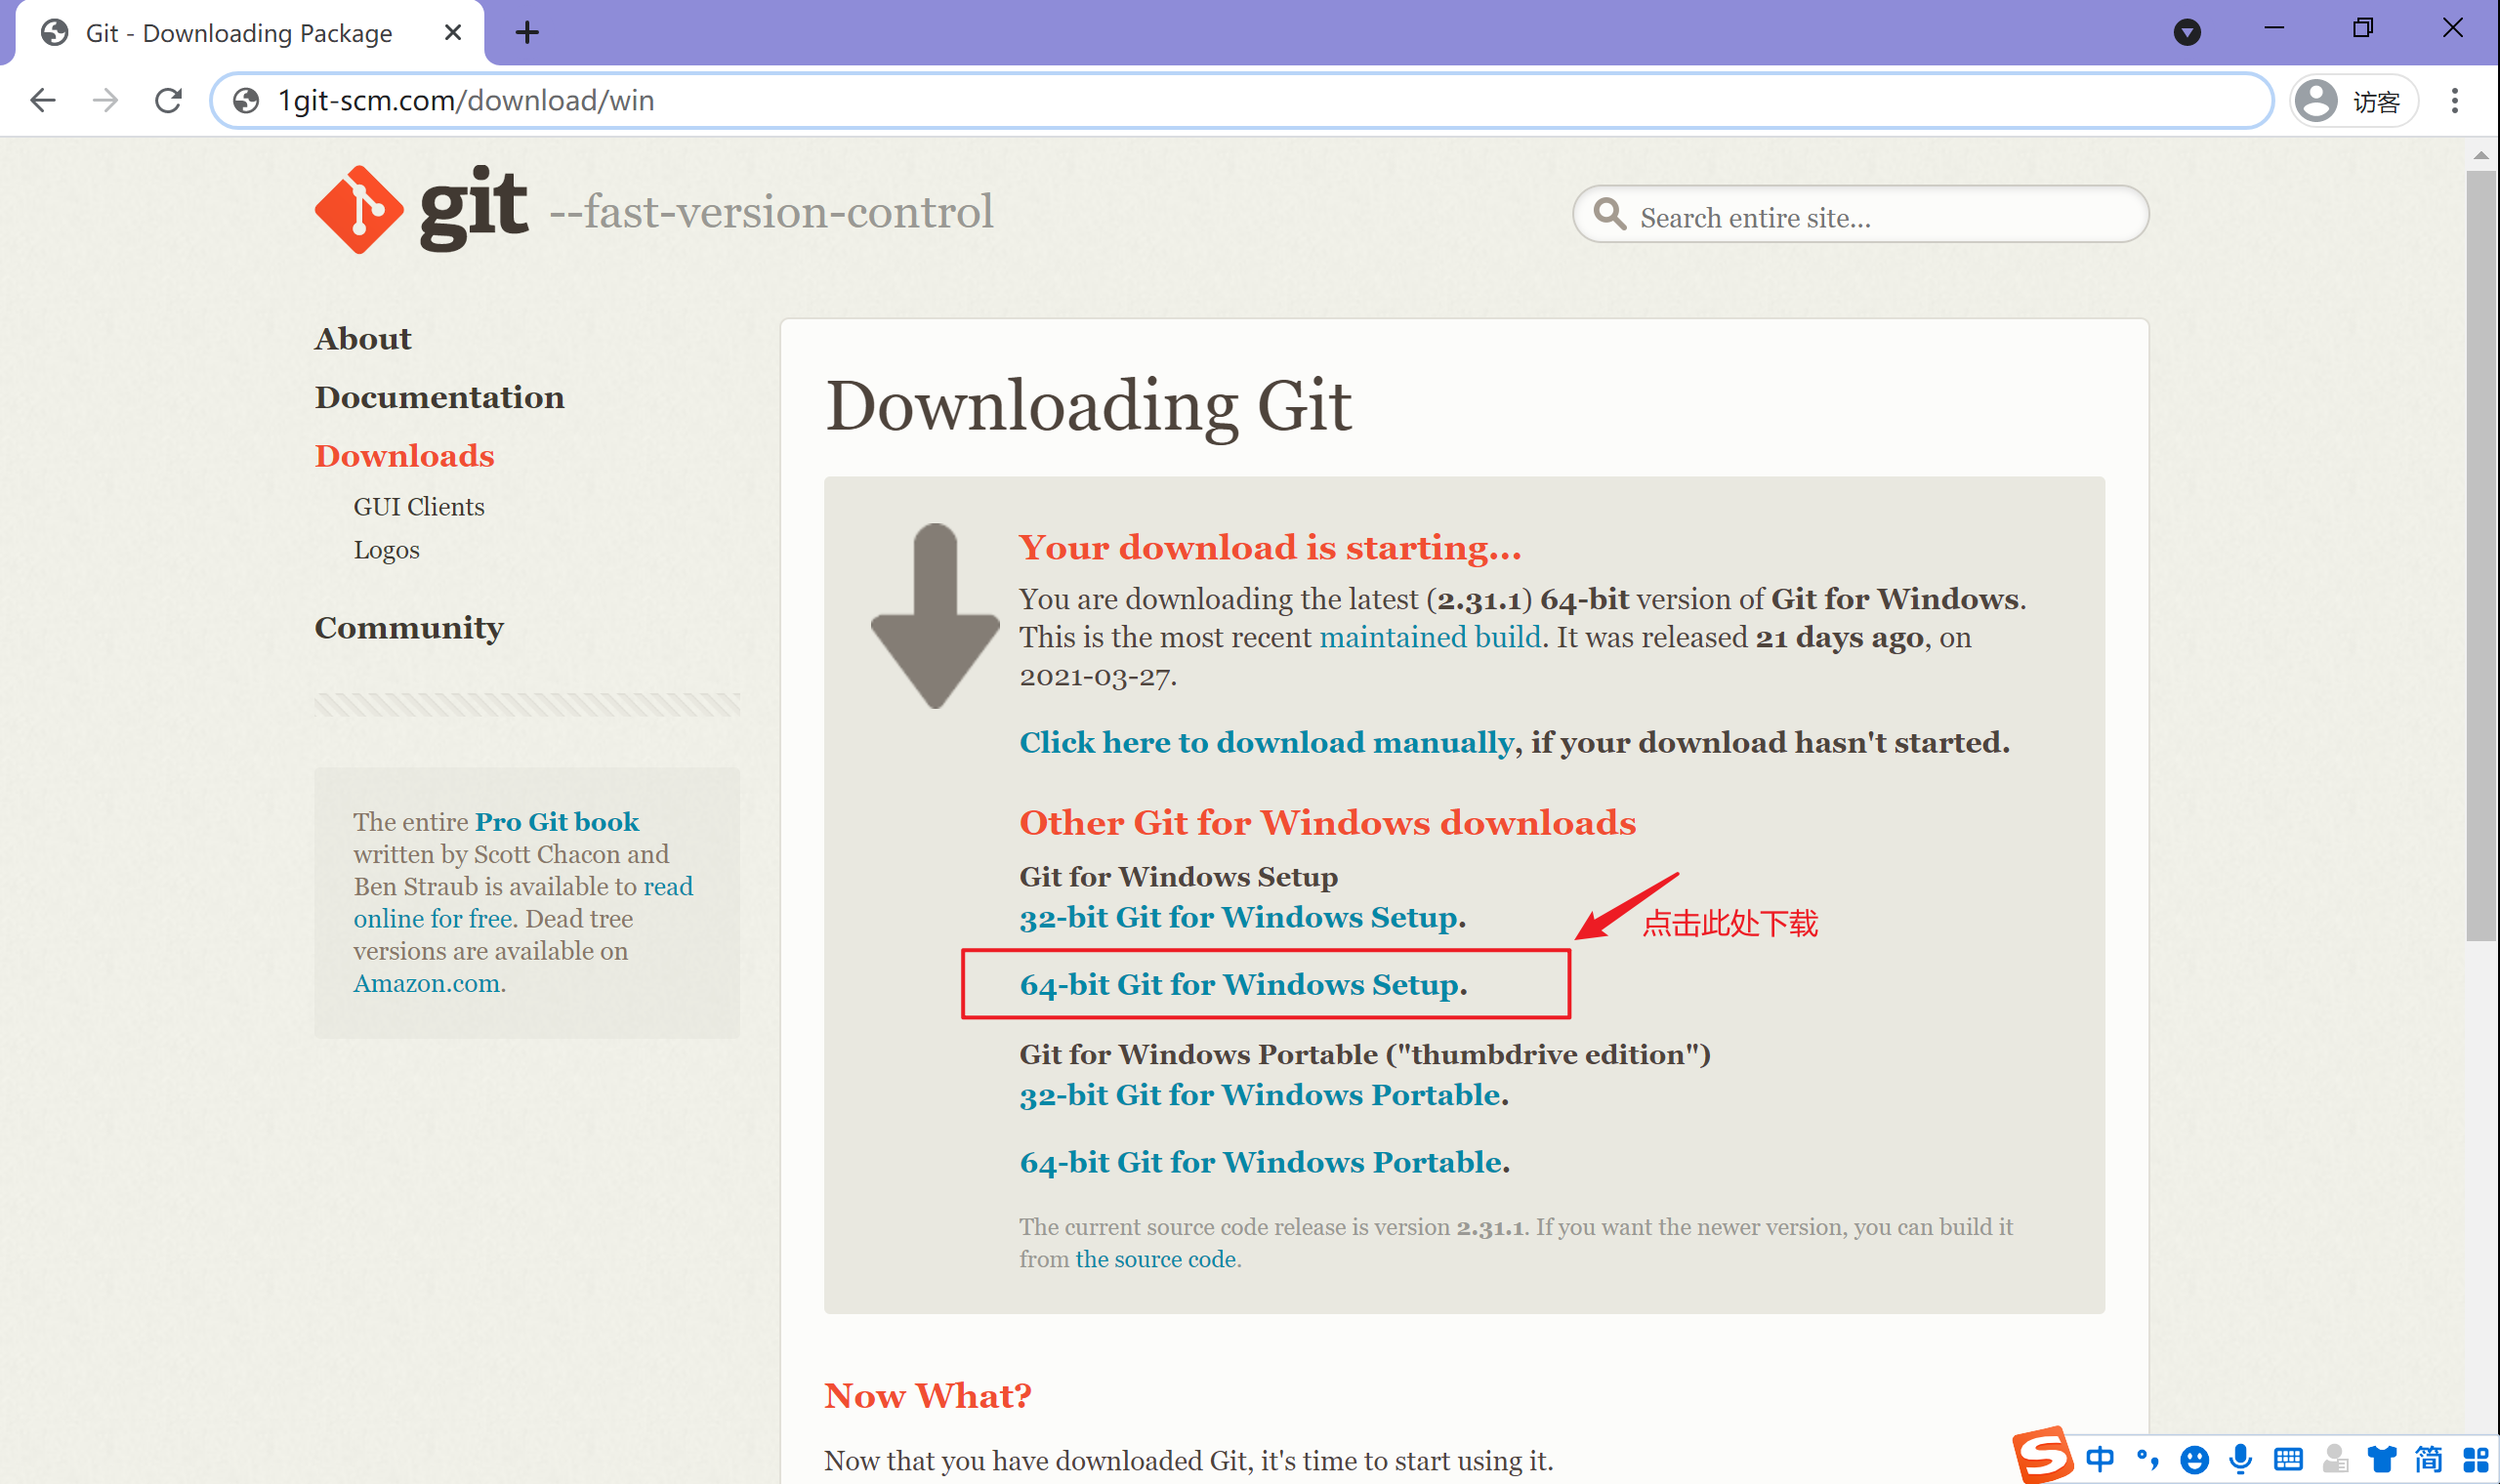 Git - Downloading Package
1git-scm.com/download/win
访客
git --fast-version-control
Search entire site...
About
Documentation
Downloads
GUI Clients
Logos
Community
The entire Pro Git book
written by Scott Chacon and
Ben Straub is available to read
online for free. Dead tree
versions are available on
Amazon.com.
Downloading Git
Your download is starting...
You are downloading the latest (2.31.1) 64-bit version of Git for Windows.
This is the most recent maintained build. It was released 21 days ago, on
2021-03-27.
Click here to download manually, if your download hasn't started.
Other Git for Windows downloads
Git for Windows Setup
32-bit Git for Windows Setup.
点击此处下载
64-bit Git for Windows Setup.
Git for Windows Portable ("thumbdrive edition")
32-bit Git for Windows Portable.
64-bit Git for Windows Portable.
The current source code release is version 2.31.1. If you want the newer version, you can build it
from the source code.
Now What?
Now that you have downloaded Git, it's time to start using it.
S 中 简